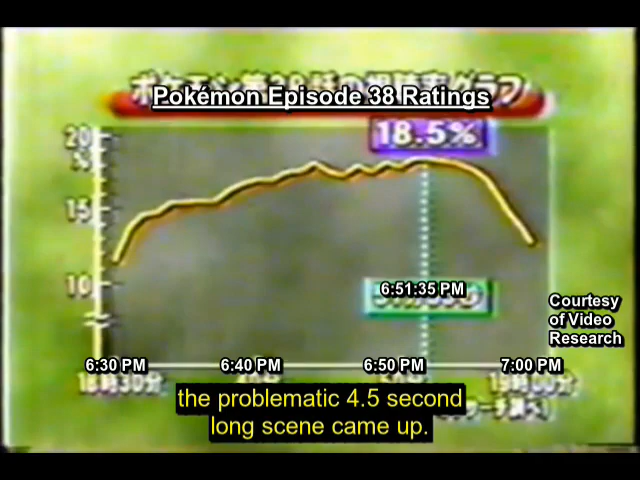 Pokémon Episode 38 Ratings
20
%
18.5%
15
10
6:51:35 PM
Courtesy
of Video
Research
6:30 PM 6:40 PM 6:50 PM 7:00 PM
18時30分 19時00分
the problematic 4.5 second
long scene came up.